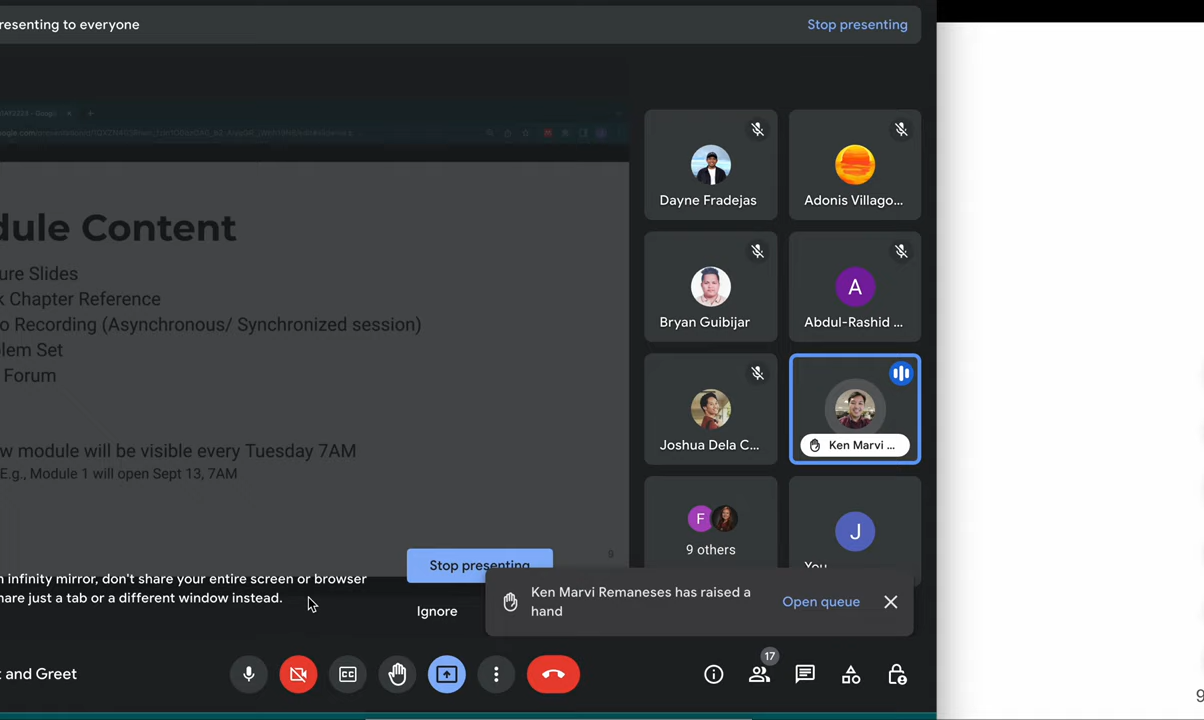 resenting to everyone
Stop presenting
dule Content
ure Slides
k Chapter Reference
o Recording (Asynchronous/ Synchronized session)
lem Set
Forum
w module will be visible every Tuesday 7AM
E.g., Module 1 will open Sept 13, 7AM
9
Dayne Fradejas
Adonis Villago...
Bryan Guibijar
A
Abdul-Rashid ...
Joshua Dela C...
Ken Marvi ...
F
9 others
J
You
n infinity mirror, don't share your entire screen or browser
hare just a tab or a different window instead.
Stop presenting
Ignore
Ken Marvi Remaneses has raised a
hand
Open queue
t and Greet
17
9